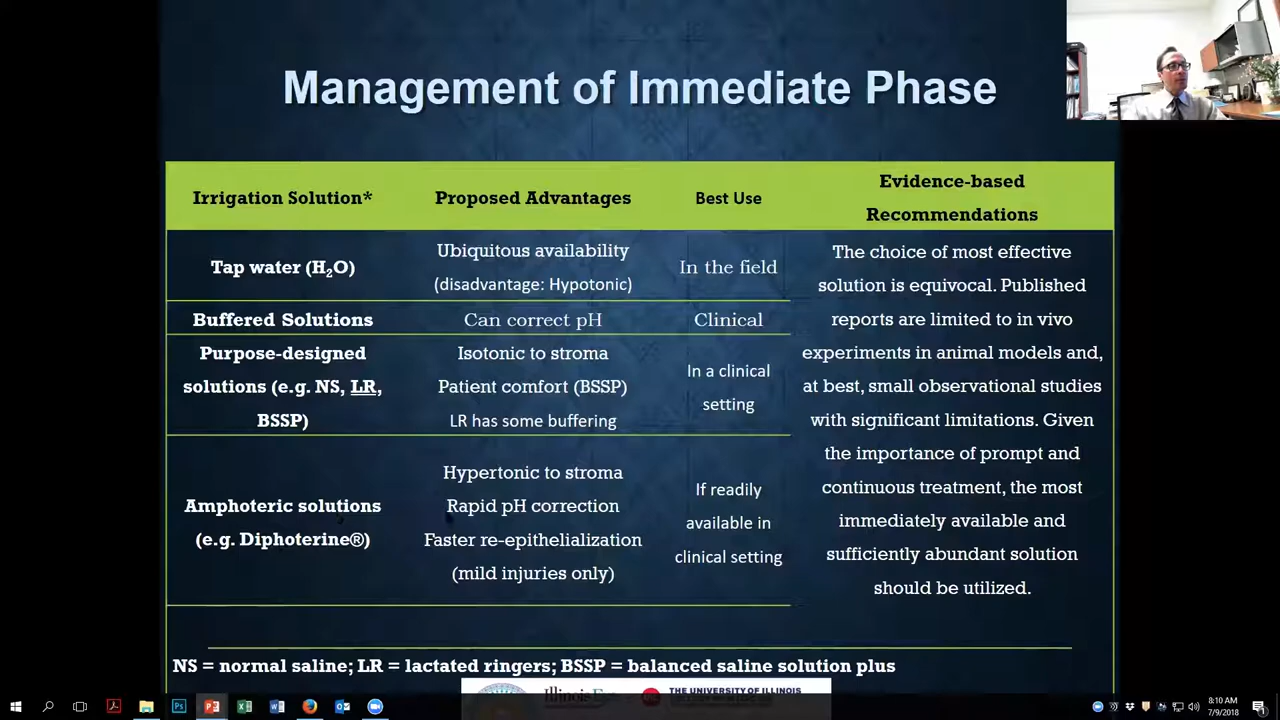 Management of Immediate Phase
Irrigation Solution*
Proposed Advantages
Best Use
Evidence-based
Recommendations
Tap water (H₂O)
Ubiquitous availability
(disadvantage: Hypotonic)
In the field
Buffered Solutions
Can correct pH
Clinical
Purpose-designed
solutions (e.g. NS, LR,
BSSP)
Isotonic to stroma
Patient comfort (BSSP)
LR has some buffering
In a clinical
setting
Amphoteric solutions
(e.g. Diphoterine®)
Hypertonic to stroma
Rapid pH correction
Faster re-epithelialization
(mild injuries only)
If readily
available in
clinical setting
The choice of most effective
solution is equivocal. Published
reports are limited to in vivo
experiments in animal models and,
at best, small observational studies
with significant limitations. Given
the importance of prompt and
continuous treatment, the most
immediately available and
sufficiently abundant solution
should be utilized.
NS = normal saline; LR = lactated ringers; BSSP = balanced saline solution plus
THE UNIVERSITY OF ILLINOIS
8:10 AM
7/9/2018